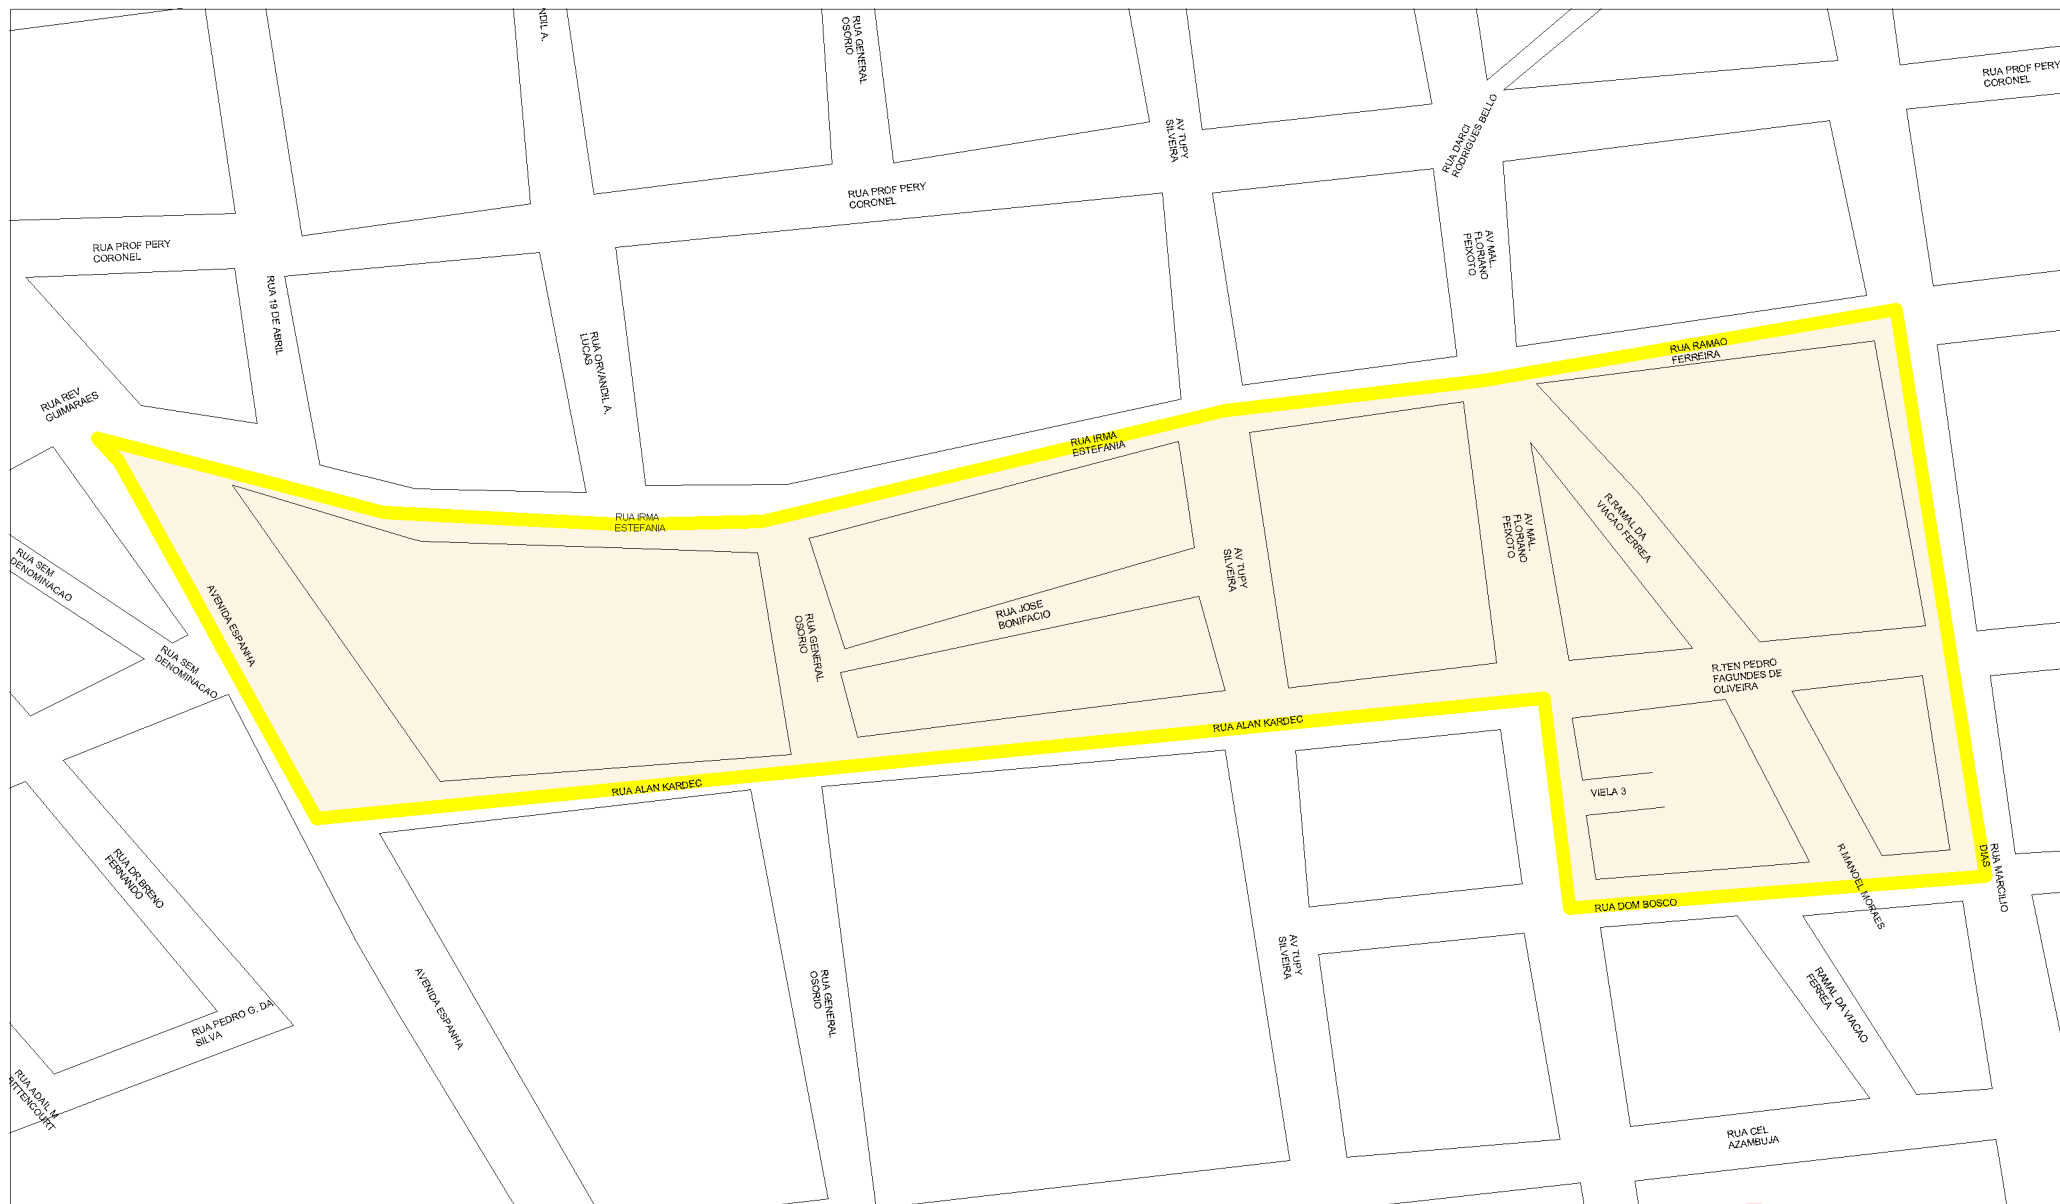 RUA GENERAL
OSORIO
RUA PROF PERY
CORONEL
AV TUPY
SILVEIRA
RUA DARCI
RODRIGUES BELLO
RUA PROF PERY
CORONEL
RUA PROF PERY
CORONEL
AV MAL.
FLORIANO
PEIXOTO
RUA 19 DE ABRIL
RUA ORVANDIL A.
LUCAS
RUA REV
GUIMARAES
RUA RAMAO
FERREIRA
RUA IRMA
ESTEFANIA
RUA IRMA
ESTEFANIA
R.RAMAL DA
VIACAO FERREA
AV MAL.
FLORIANO
PEIXOTO
AV TUPY
SILVEIRA
RUA SEM
DENOMINACAO
AVENIDA ESPANHA
RUA JOSE
BONIFACIO
RUA GENERAL
OSORIO
RUA SEM
DENOMINACAO
R.TEN PEDRO
FAGUNDES DE
OLIVEIRA
RUA ALAN KARDEC
RUA ALAN KARDEC
VIELA 3
RUA DR BRENO
FERNANDO
R.MANOEL MORAES
RUA MARCILIO
DIAS
RUA DOM BOSCO
AV TUPY
SILVEIRA
RUA GENERAL
OSORIO
AVENIDA ESPANHA
RAMAL DA VIACAO
FERREA
RUA PEDRO G. DA
SILVA
RUA ADAIL M
BITTENCOURT
RUA CEL
AZAMBUJA